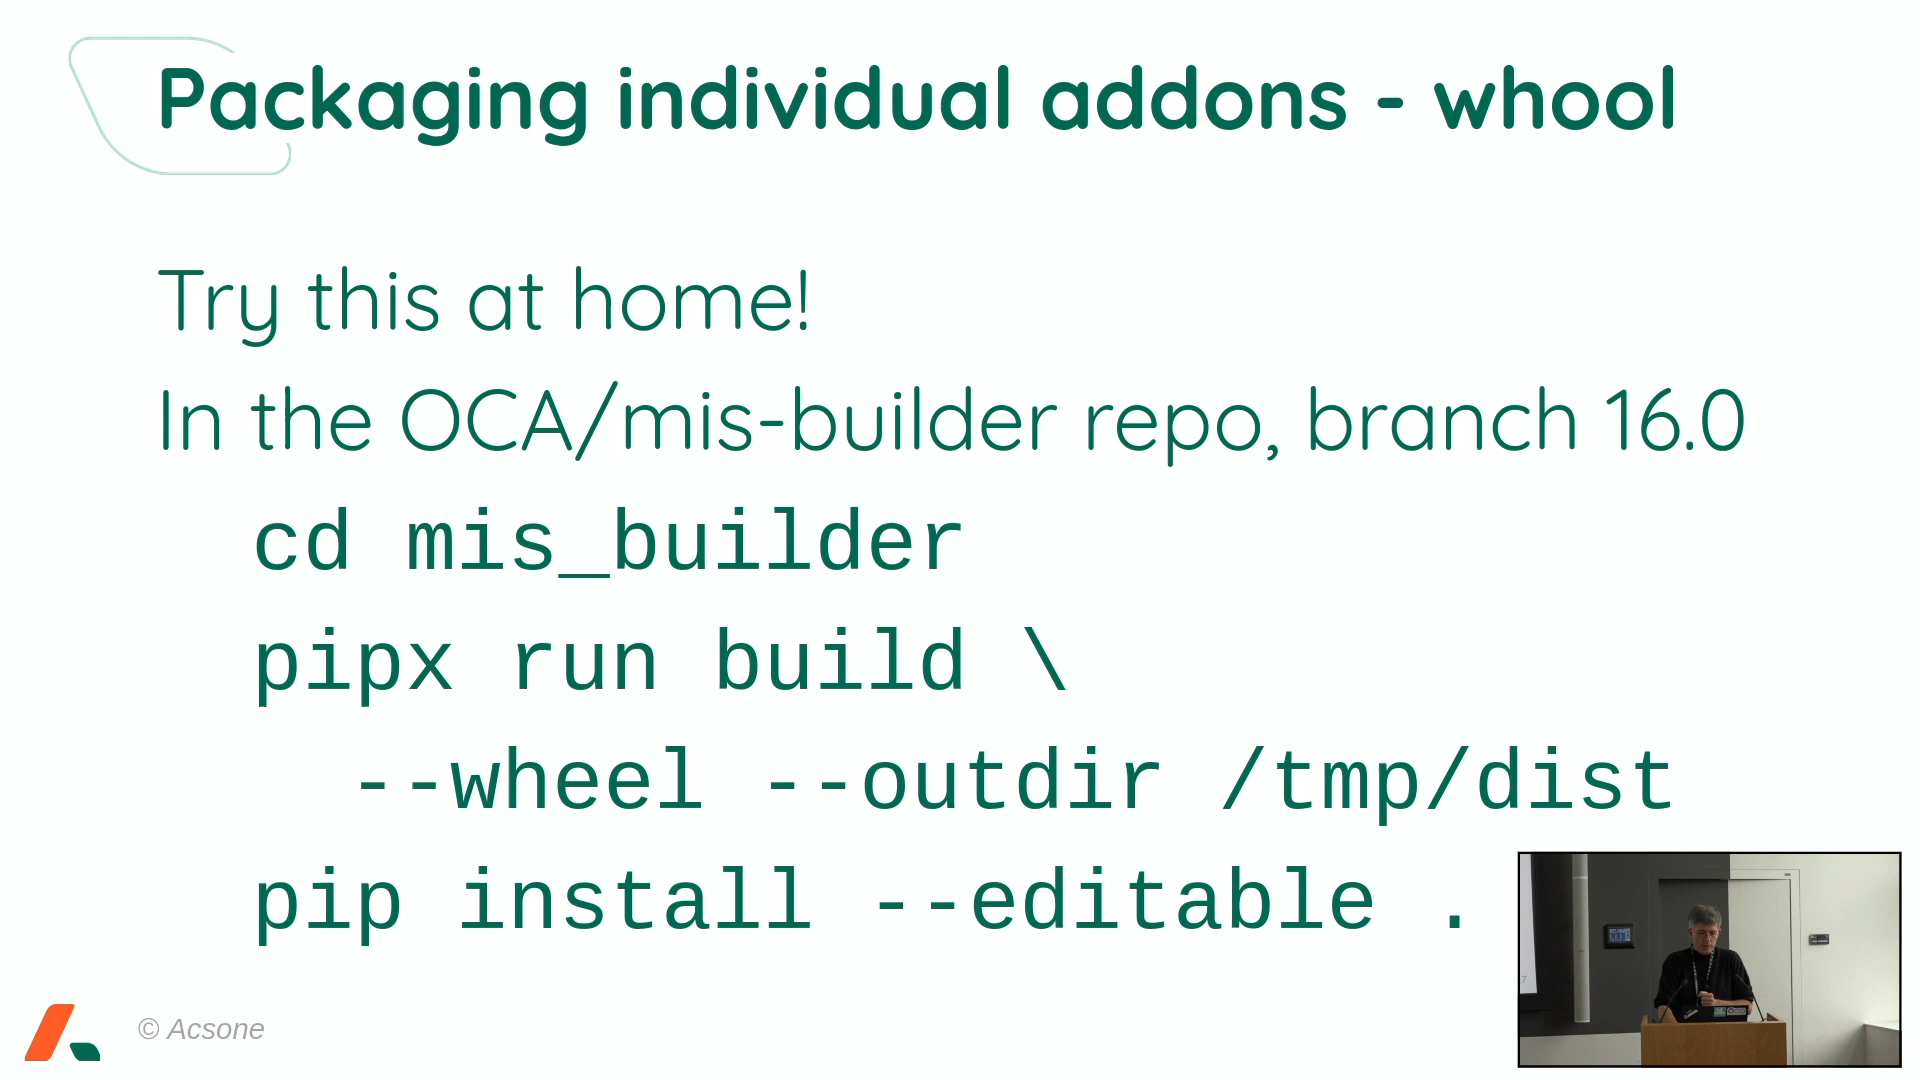 Packaging individual addons - whool
Try this at home!
In the OCA/mis-builder repo, branch 16.0
cd mis_builder
pipx run build \
--wheel --outdir /tmp/dist
pip install --editable .
© Acsone